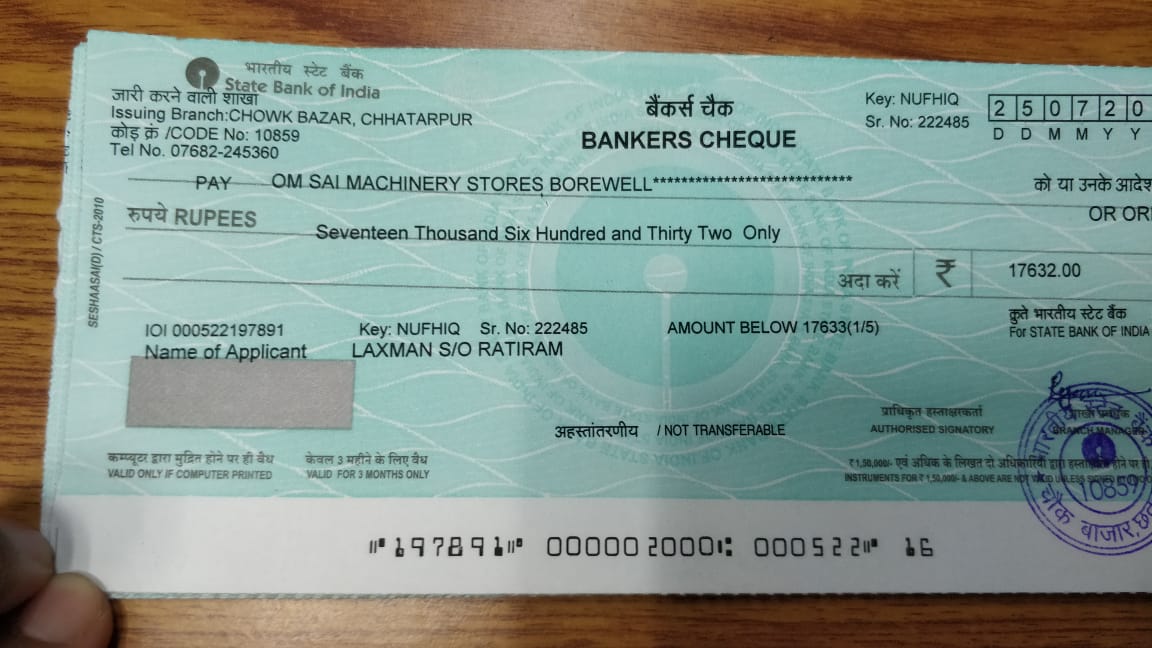 भारतीय स्टेट बैंक
State Bank of India
जारी करने वाली शाखा
Issuing Branch:CHOWK BAZAR, CHHATARPUR
कोड़ क्रं /CODE No: 10859
Tel No. 07682-245360
बैंकर्स चैक
BANKERS CHEQUE
Key: NUFHIQ
Sr. No: 222485
2 5 0 7 2 0
D D M M Y Y
PAY OM SAI MACHINERY STORES BOREWELL****************************
को या उनके आदेश
OR OR
रुपये RUPEES
Seventeen Thousand Six Hundred and Thirty Two Only
अदा करें ₹ 17632.00
SESHAASAI(D) / CTS-2010
कृते भारतीय स्टेट बैंक
For STATE BANK OF INDIA
IOI 000522197891 Key: NUFHIQ Sr. No: 222485 AMOUNT BELOW 17633(1/5)
Name of Applicant LAXMAN S/O RATIRAM
प्राधिकृत हस्ताक्षरकर्ता
AUTHORISED SIGNATORY
शाखा प्रबंधक
BRANCH MANAGER
अहस्तांतरणीय / NOT TRANSFERABLE
कम्प्यूटर द्वारा मुद्रित होने पर ही वैध
VALID ONLY IF COMPUTER PRINTED
केवल 3 महीने के लिए वैध
VALID FOR 3 MONTHS ONLY
₹1,50,000/- एवं अधिक के लिखत दो अधिकारियों द्वारा हस्ताक्षरित होने पर ही
INSTRUMENTS FOR ₹ 1,50,000/- & ABOVE ARE NOT VALID UNLESS SIGNED BY
10859
चौक बाजार,
⑈197891⑈ 000002000⑆ 000522⑈ 16